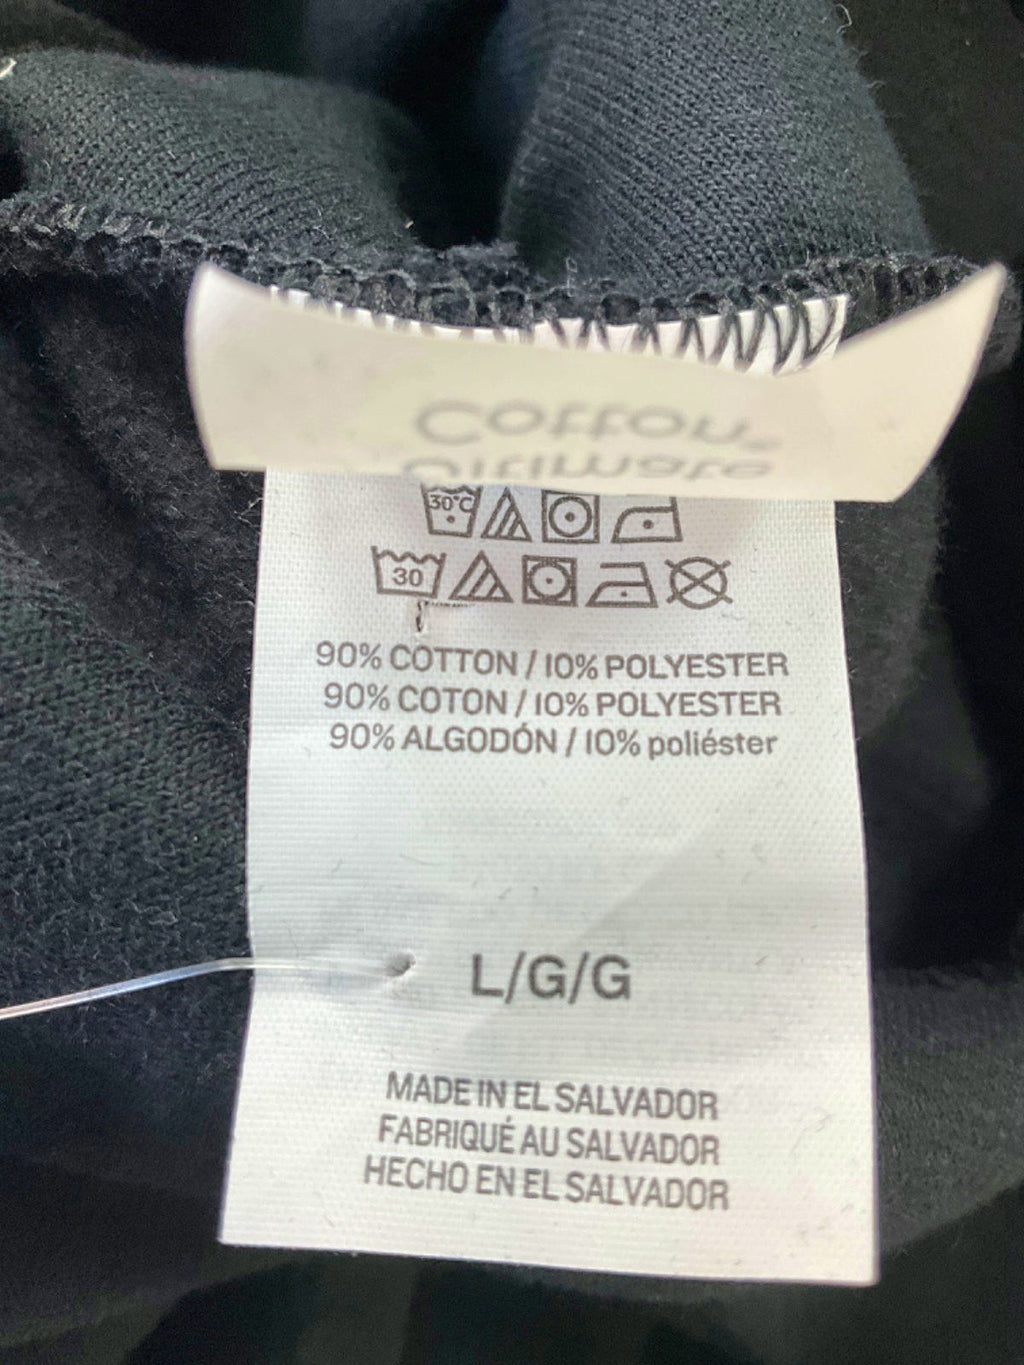 Cotton
Ultimate
30°C
30
90% COTTON / 10% POLYESTER
90% COTON / 10% POLYESTER
90% ALGODÓN / 10% poliéster
L/G/G
MADE IN EL SALVADOR
FABRIQUÉ AU SALVADOR
HECHO EN EL SALVADOR